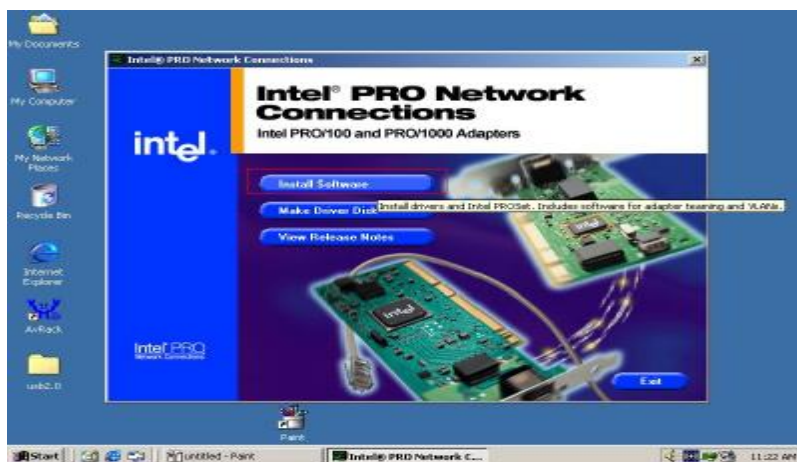 My Documents
My Computer
My Network
Places
Recycle Bin
Internet
Explorer
AvRack
usb2.0
Intel® PRO Network Connections
intel.
Intel® PRO Network
Connections
Intel PRO/100 and PRO/1000 Adapters
Install Software
Install drivers and Intel PROSet. Includes software for adapter teaming and VLANs.
Make Driver Disk
View Release Notes
intel
Intel PRO
Network Connections
Exit
Paint
Start
untitled - Paint
Intel® PRO Network C...
11:22 AM